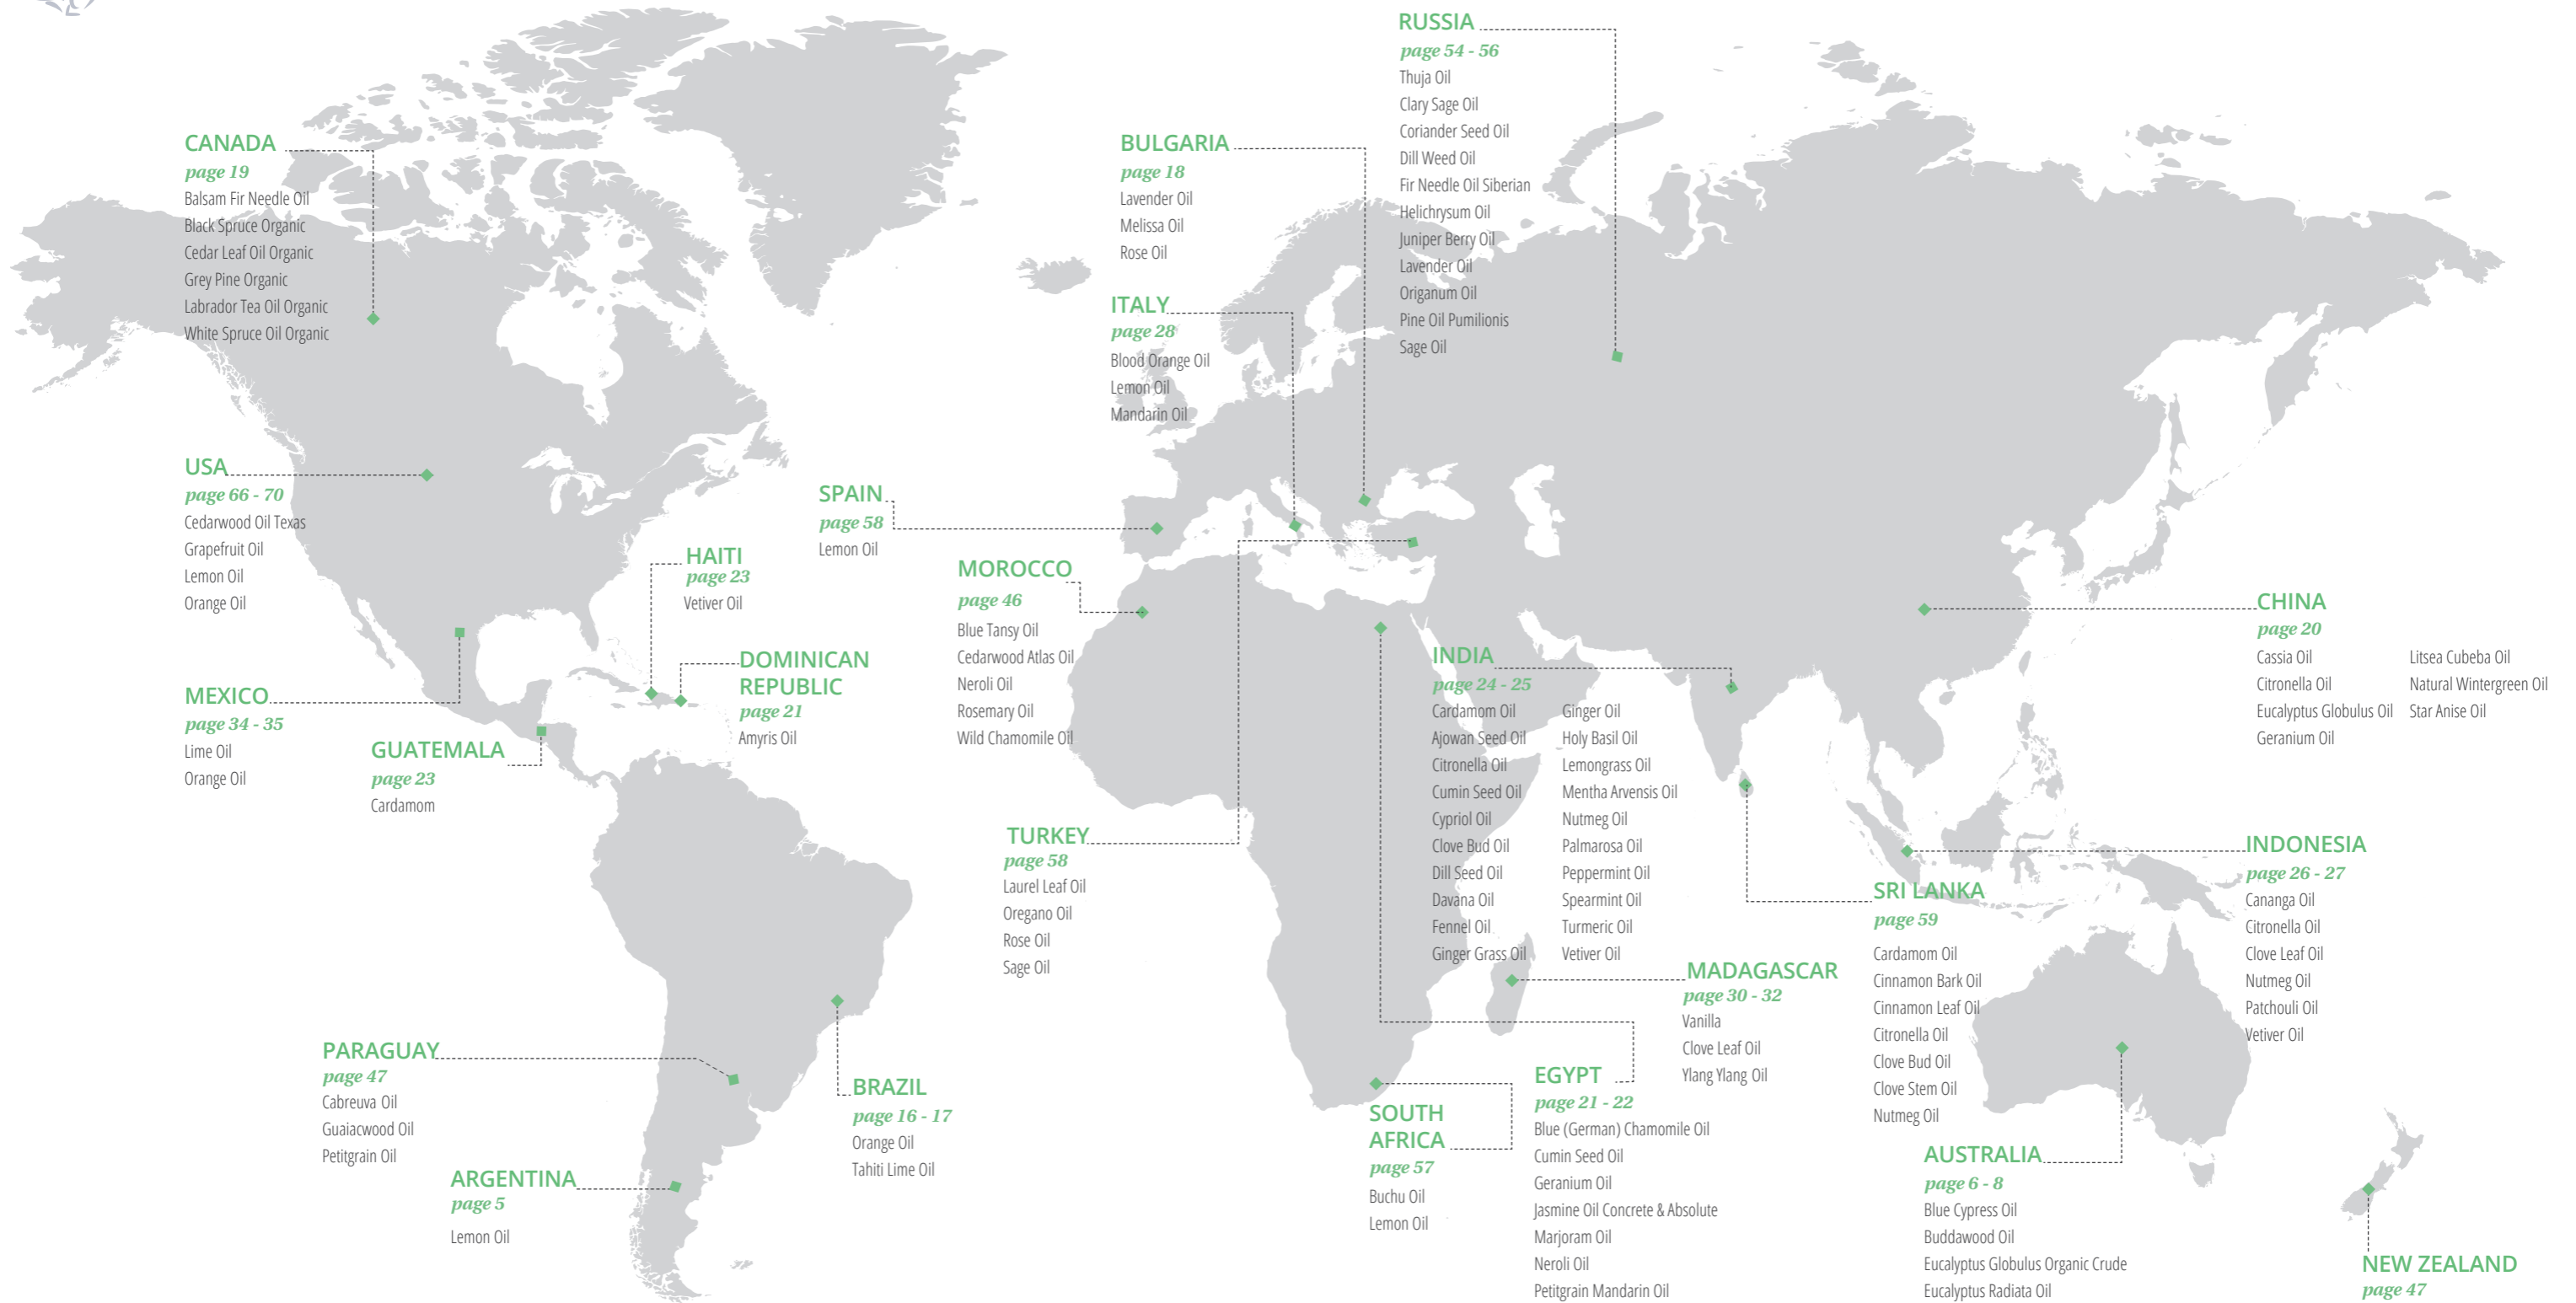 RUSSIA
page 54 - 56
Thuja Oil
Clary Sage Oil
Coriander Seed Oil
Dill Weed Oil
Fir Needle Oil Siberian
Helichrysum Oil
Juniper Berry Oil
Lavender Oil
Origanum Oil
Pine Oil Pumilionis
Sage Oil
CANADA
page 19
Balsam Fir Needle Oil
Black Spruce Organic
Cedar Leaf Oil Organic
Grey Pine Organic
Labrador Tea Oil Organic
White Spruce Oil Organic
BULGARIA
page 18
Lavender Oil
Melissa Oil
Rose Oil
ITALY
page 28
Blood Orange Oil
Lemon Oil
Mandarin Oil
USA
page 66 - 70
Cedarwood Oil Texas
Grapefruit Oil
Lemon Oil
Orange Oil
SPAIN
page 58
Lemon Oil
HAITI
page 23
Vetiver Oil
MOROCCO
page 46
Blue Tansy Oil
Cedarwood Atlas Oil
Neroli Oil
Rosemary Oil
Wild Chamomile Oil
CHINA
page 20
Cassia Oil
Citronella Oil
Eucalyptus Globulus Oil
Geranium Oil
Litsea Cubeba Oil
Natural Wintergreen Oil
Star Anise Oil
DOMINICAN
REPUBLIC
page 21
Amyris Oil
INDIA
page 24 - 25
Cardamom Oil
Ajowan Seed Oil
Citronella Oil
Cumin Seed Oil
Cypriol Oil
Clove Bud Oil
Dill Seed Oil
Davana Oil
Fennel Oil
Ginger Grass Oil
Ginger Oil
Holy Basil Oil
Lemongrass Oil
Mentha Arvensis Oil
Nutmeg Oil
Palmarosa Oil
Peppermint Oil
Spearmint Oil
Turmeric Oil
Vetiver Oil
MEXICO
page 34 - 35
Lime Oil
Orange Oil
GUATEMALA
page 23
Cardamom
TURKEY
page 58
Laurel Leaf Oil
Oregano Oil
Rose Oil
Sage Oil
INDONESIA
page 26 - 27
Cananga Oil
Citronella Oil
Clove Leaf Oil
Nutmeg Oil
Patchouli Oil
Vetiver Oil
SRI LANKA
page 59
Cardamom Oil
Cinnamon Bark Oil
Cinnamon Leaf Oil
Citronella Oil
Clove Bud Oil
Clove Stem Oil
Nutmeg Oil
MADAGASCAR
page 30 - 32
Vanilla
Clove Leaf Oil
Ylang Ylang Oil
PARAGUAY
page 47
Cabreuva Oil
Guaiacwood Oil
Petitgrain Oil
BRAZIL
page 16 - 17
Orange Oil
Tahiti Lime Oil
EGYPT
page 21 - 22
Blue (German) Chamomile Oil
Cumin Seed Oil
Geranium Oil
Jasmine Oil Concrete & Absolute
Marjoram Oil
Neroli Oil
Petitgrain Mandarin Oil
SOUTH
AFRICA
page 57
Buchu Oil
Lemon Oil
ARGENTINA
page 5
Lemon Oil
AUSTRALIA
page 6 - 8
Blue Cypress Oil
Buddawood Oil
Eucalyptus Globulus Organic Crude
Eucalyptus Radiata Oil
NEW ZEALAND
page 47